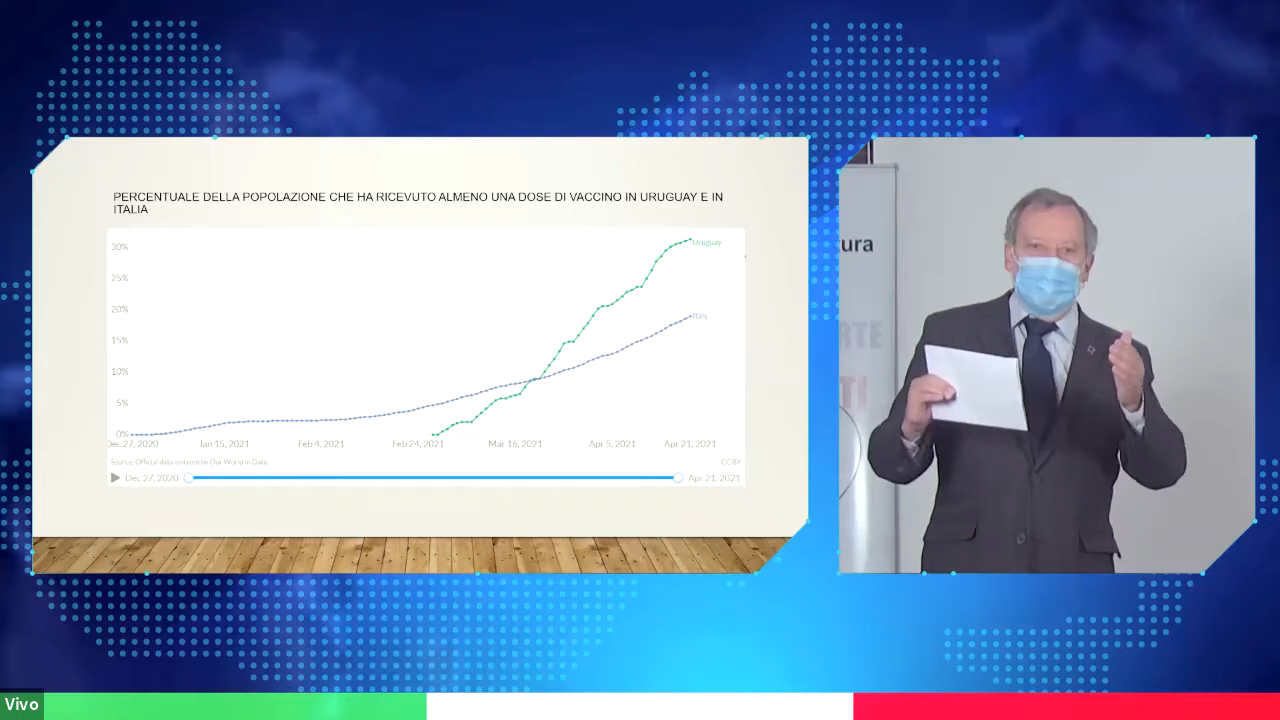 PERCENTUALE DELLA POPOLAZIONE CHE HA RICEVUTO ALMENO UNA DOSE DI VACCINO IN URUGUAY E IN
ITALIA
30%
Uruguay
25%
20%
Italy
15%
10%
5%
0%
Dec 27, 2020
Jan 15, 2021
Feb 4, 2021
Feb 24, 2021
Mar 16, 2021
Apr 5, 2021
Apr 21, 2021
Source: Official data collated by Our World in Data
CC BY
Dec 27, 2020
Apr 21, 2021
ura
RTE
TI
Vivo